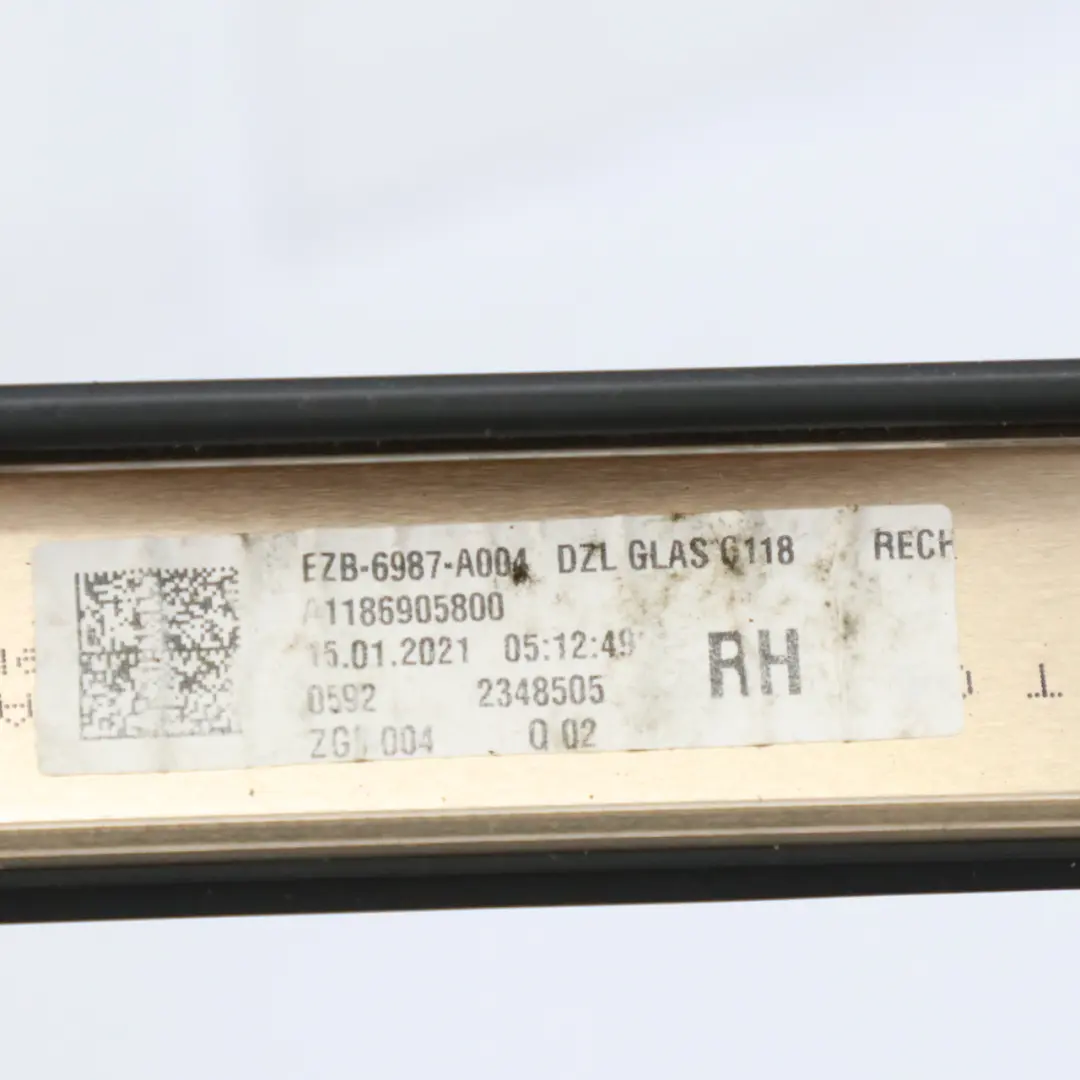 EZB-6987-A004 DZL GLAS C118 RECH
A1186905800
15.01.2021 05:12:49
0592 2348505 RH
004 Q 02